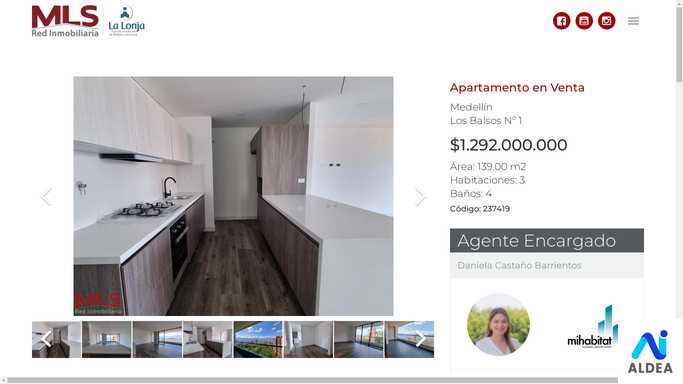 MLS
Red Inmobiliaria
La Lonja
Apartamento en Venta
Medellín
Los Balsos Nº 1
$1.292.000.000
Área: 139.00 m2
Habitaciones: 3
Baños: 4
Código: 237419
MLS
Red Inmobiliaria
Agente Encargado
Daniela Castaño Barrientos
mihabitat
ALDEA